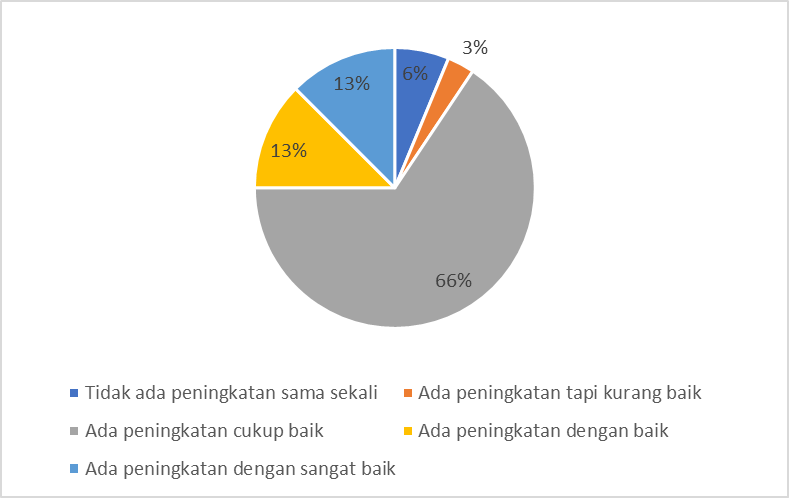 3%
6%
13%
13%
66%
Tidak ada peningkatan sama sekali
Ada peningkatan tapi kurang baik
Ada peningkatan cukup baik
Ada peningkatan dengan baik
Ada peningkatan dengan sangat baik